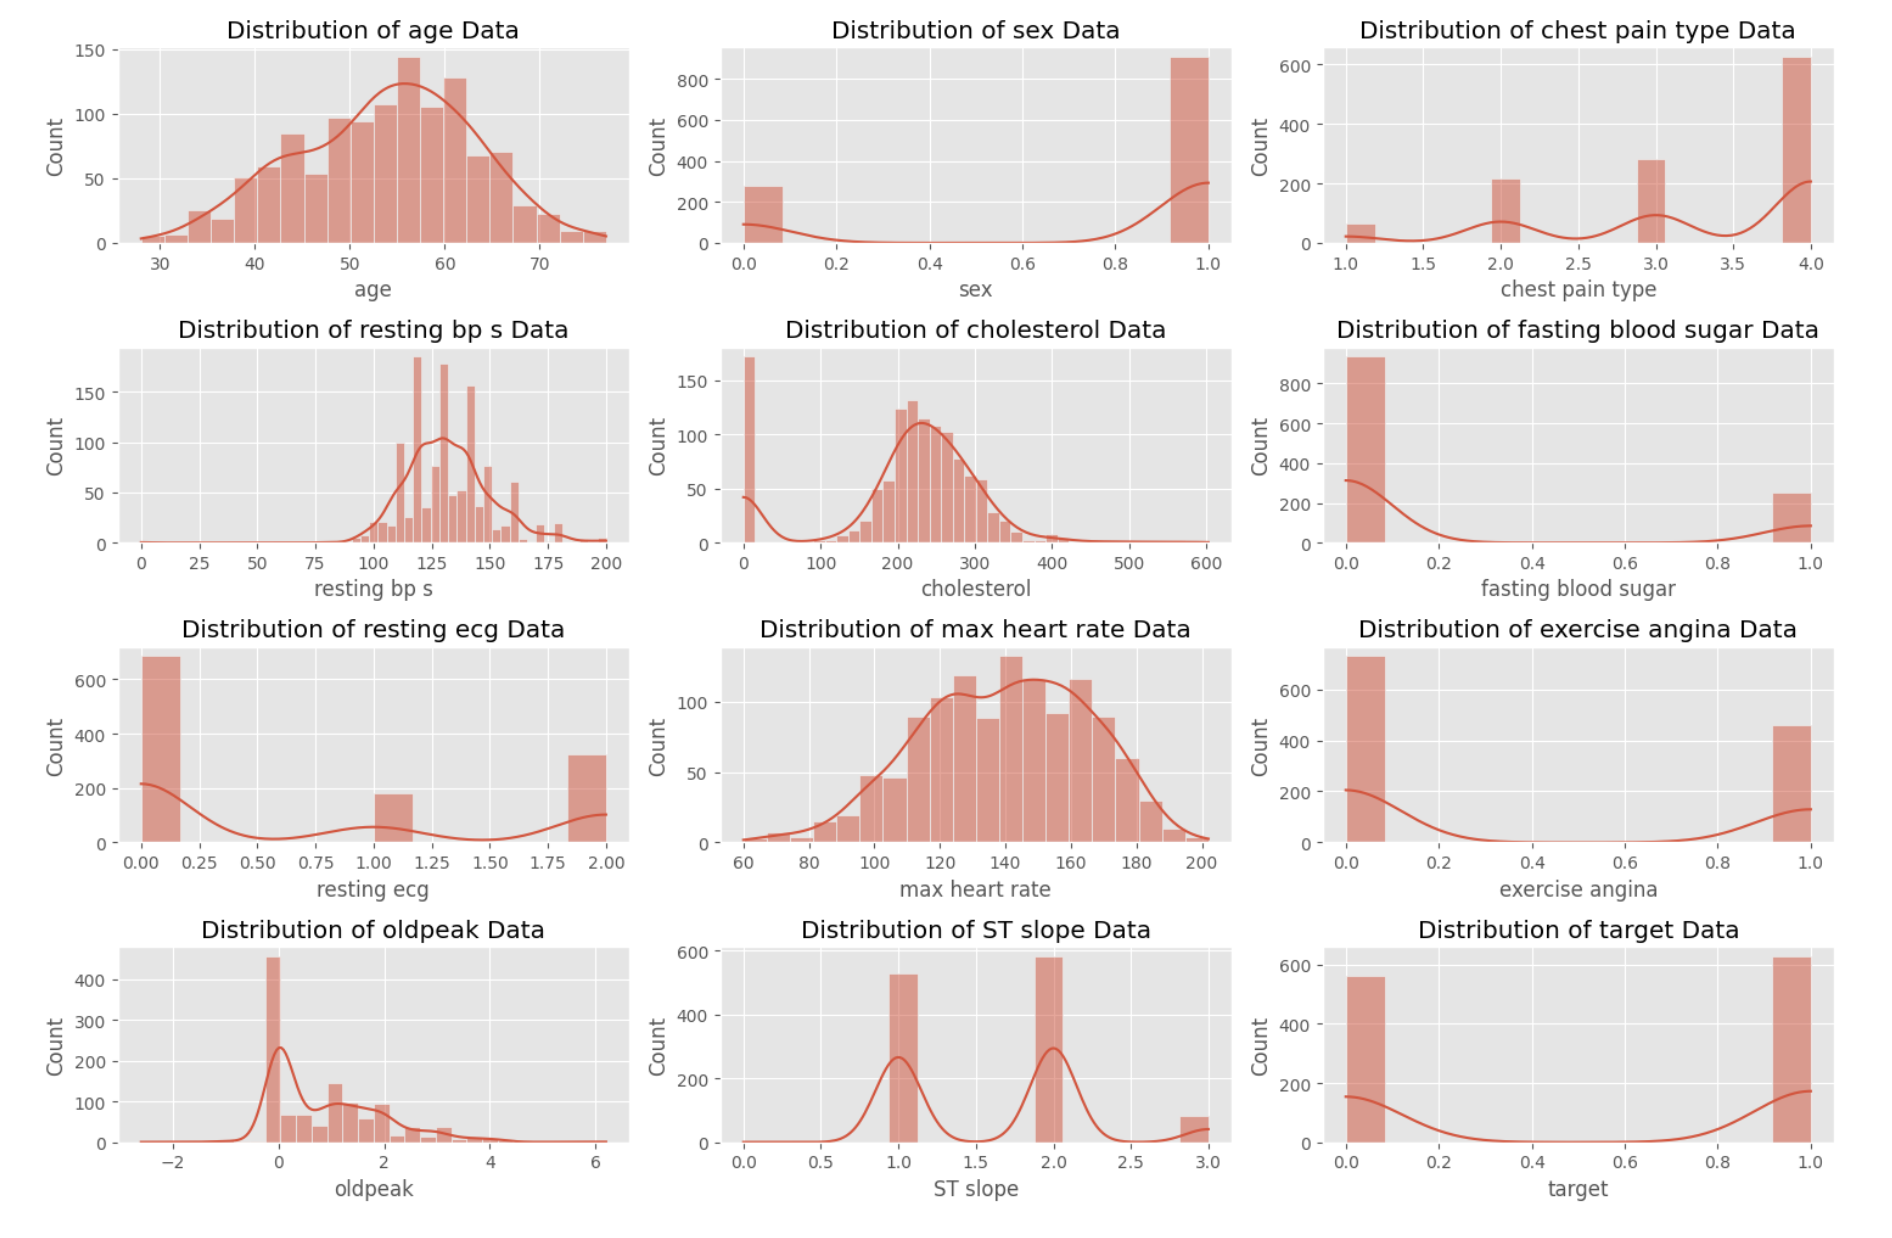 Distribution of age Data
150
100
50
0
Count
30 40 50 60 70
age
Distribution of sex Data
800
600
400
200
0
Count
0.0 0.2 0.4 0.6 0.8 1.0
sex
Distribution of chest pain type Data
600
400
200
0
Count
1.0 1.5 2.0 2.5 3.0 3.5 4.0
chest pain type
Distribution of resting bp s Data
150
100
50
0
Count
0 25 50 75 100 125 150 175 200
resting bp s
Distribution of cholesterol Data
150
100
50
0
Count
0 100 200 300 400 500 600
cholesterol
Distribution of fasting blood sugar Data
800
600
400
200
0
Count
0.0 0.2 0.4 0.6 0.8 1.0
fasting blood sugar
Distribution of resting ecg Data
600
400
200
0
Count
0.00 0.25 0.50 0.75 1.00 1.25 1.50 1.75 2.00
resting ecg
Distribution of max heart rate Data
100
50
0
Count
60 80 100 120 140 160 180 200
max heart rate
Distribution of exercise angina Data
600
400
200
0
Count
0.0 0.2 0.4 0.6 0.8 1.0
exercise angina
Distribution of oldpeak Data
400
300
200
100
0
Count
−2 0 2 4 6
oldpeak
Distribution of ST slope Data
600
400
200
0
Count
0.0 0.5 1.0 1.5 2.0 2.5 3.0
ST slope
Distribution of target Data
600
400
200
0
Count
0.0 0.2 0.4 0.6 0.8 1.0
target